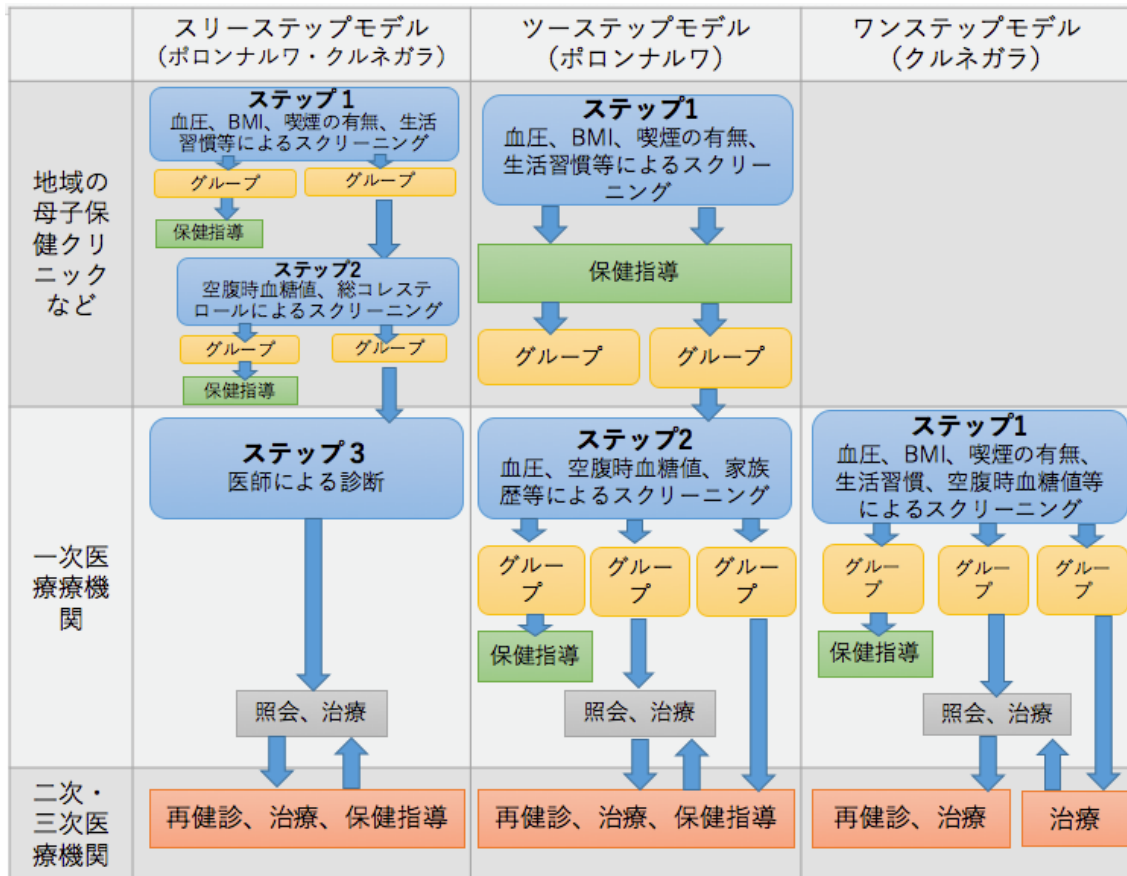 スリーステップモデル
（ポロンナルワ・クルネガラ）
ツーステップモデル
（ポロンナルワ）
ワンステップモデル
（クルネガラ）
地域の
母子保
健クリ
ニック
など
ステップ１
血圧、BMI、喫煙の有無、生活
習慣等によるスクリーニング
グループ
グループ
保健指導
ステップ2
空腹時血糖値、総コレステ
ロールによるスクリーニング
グループ
グループ
保健指導
ステップ1
血圧、BMI、喫煙の有無、
生活習慣等によるスクリー
ニング
保健指導
グループ
グループ
一次医
療療機
関
ステップ３
医師による診断
照会、治療
ステップ2
血圧、空腹時血糖値、家族
歴等によるスクリーニング
グルー
プ
グルー
プ
グルー
プ
保健指導
照会、治療
ステップ1
血圧、BMI、喫煙の有無、
生活習慣、空腹時血糖値等
によるスクリーニング
グルー
プ
グルー
プ
グルー
プ
保健指導
照会、治療
二次・
三次医
療機関
再健診、治療、保健指導
再健診、治療、保健指導
再健診、治療
治療